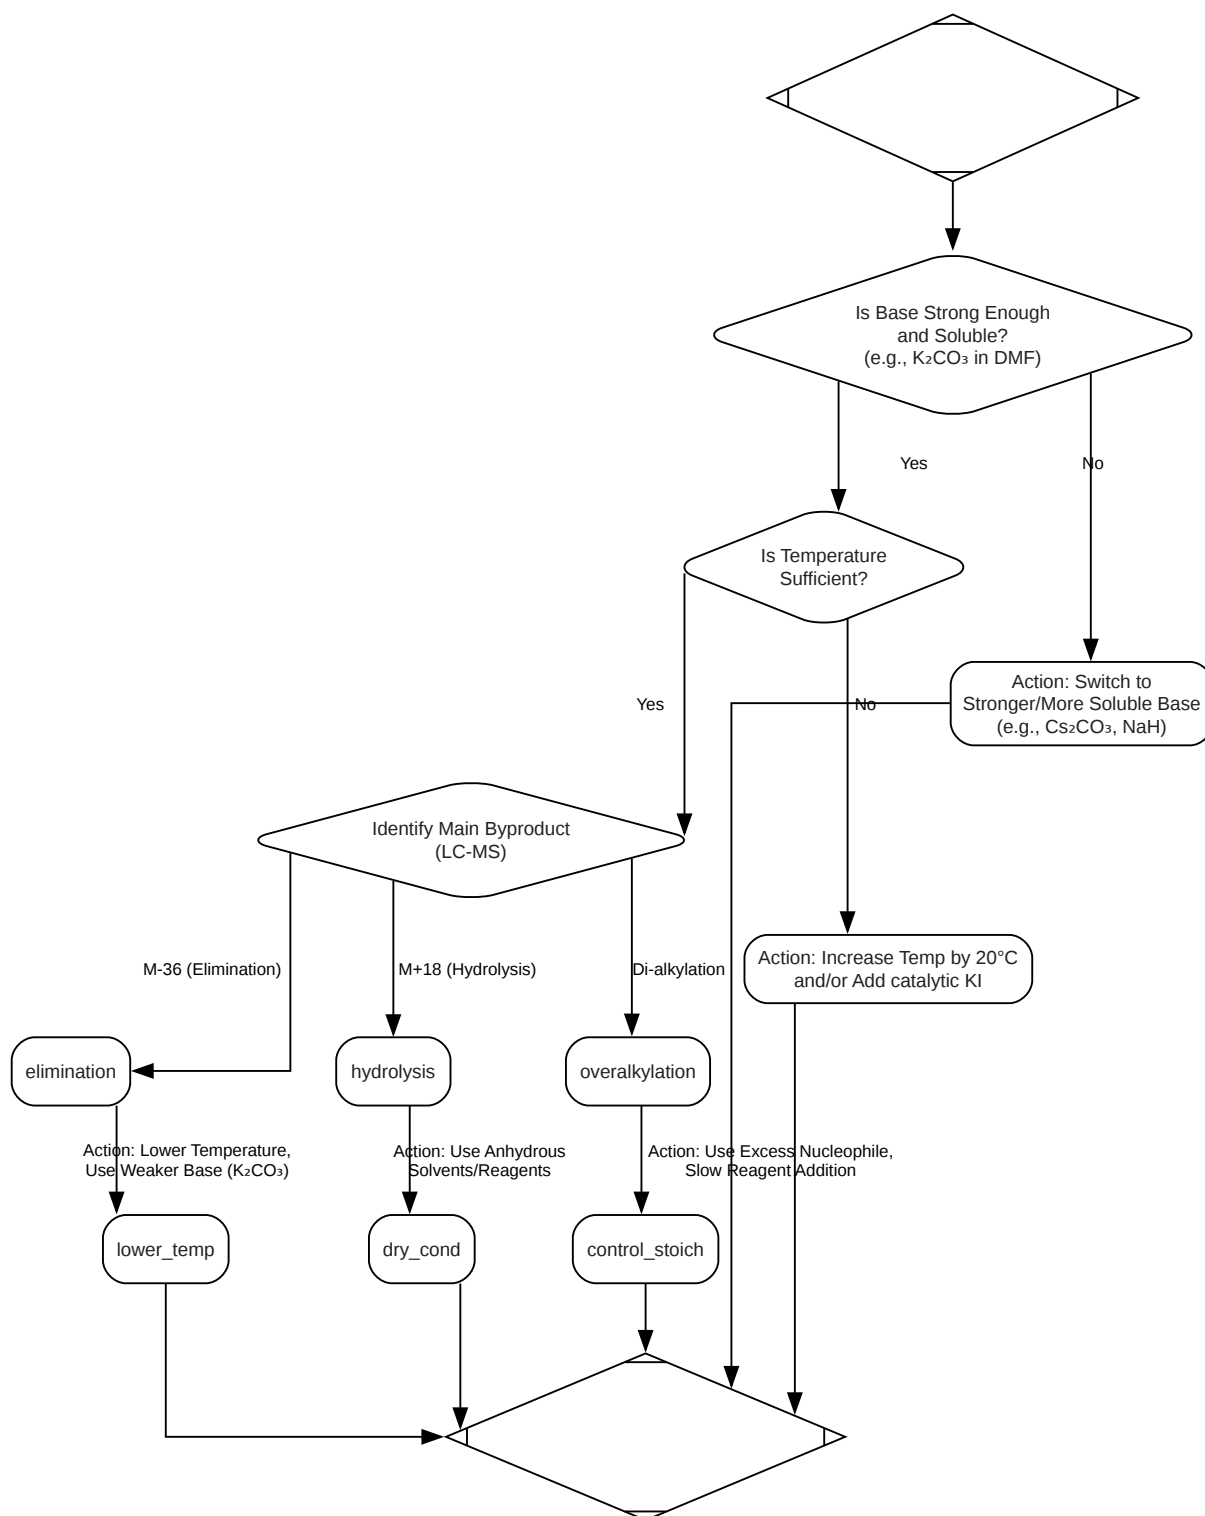 Is Base Strong Enough
and Soluble?
(e.g., K₂CO₃ in DMF)
Yes
No
Is Temperature
Sufficient?
Action: Switch to
Stronger/More Soluble Base
(e.g., Cs₂CO₃, NaH)
Yes
No
Identify Main Byproduct
(LC-MS)
M-36 (Elimination)
M+18 (Hydrolysis)
Di-alkylation
Action: Increase Temp by 20°C
and/or Add catalytic KI
elimination
hydrolysis
overalkylation
Action: Lower Temperature,
Use Weaker Base (K₂CO₃)
Action: Use Anhydrous
Solvents/Reagents
Action: Use Excess Nucleophile,
Slow Reagent Addition
lower_temp
dry_cond
control_stoich